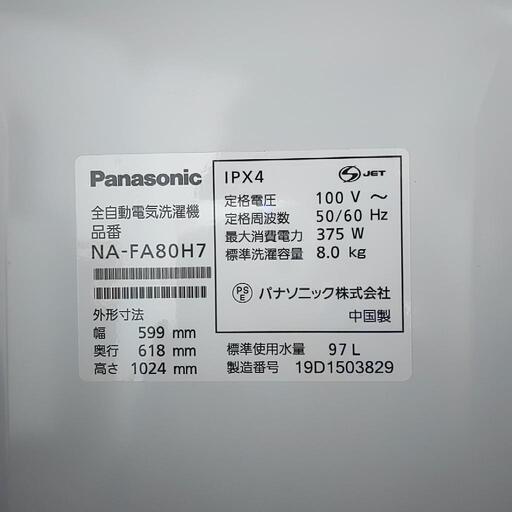 Panasonic
全自動電気洗濯機
品番
NA-FA80H7
外形寸法
幅 599 mm
奥行 618 mm
高さ 1024 mm
IPX4
S JET
定格電圧 100 V ～
定格周波数 50/60 Hz
最大消費電力 375 W
標準洗濯容量 8.0 kg
PS E パナソニック株式会社
中国製
標準使用水量 97 L
製造番号 19D1503829